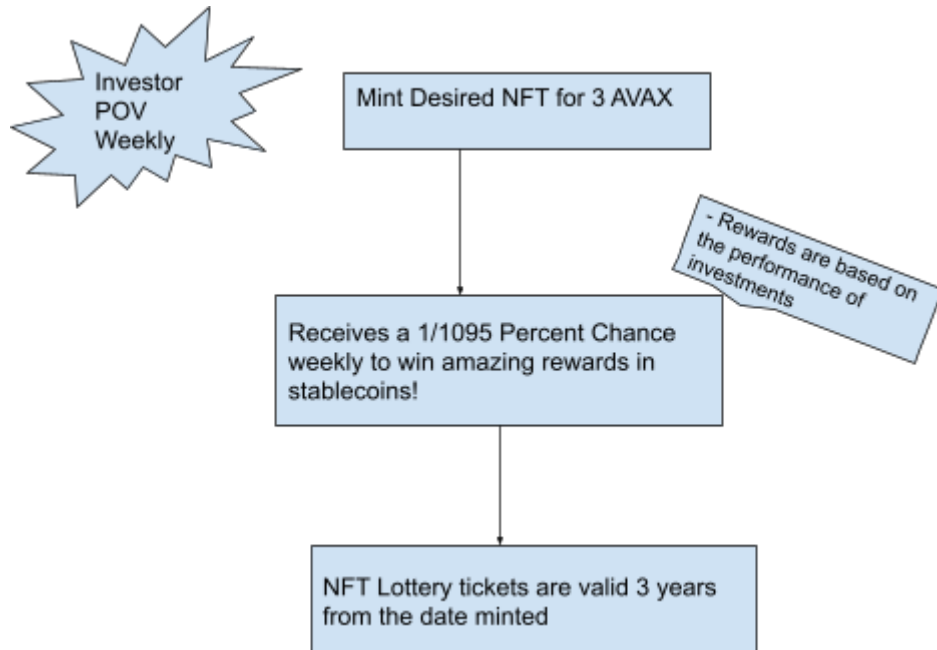 Investor
POV
Weekly
Mint Desired NFT for 3 AVAX
- Rewards are based on
the performance of
investments
Receives a 1/1095 Percent Chance
weekly to win amazing rewards in
stablecoins!
NFT Lottery tickets are valid 3 years
from the date minted